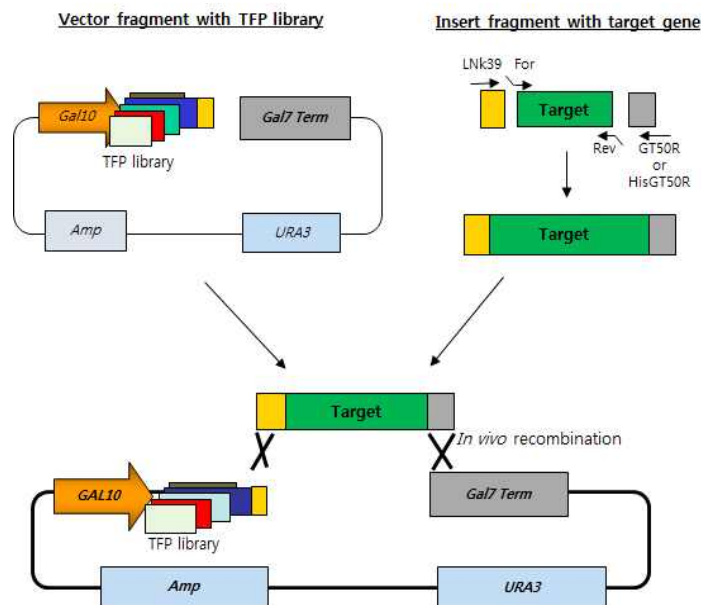 Vector fragment with TFP library
Insert fragment with target gene
LNk39 For
Gal10
Gal7 Term
TFP library
Target
Rev
GT50R
or
HisGT50R
Amp
URA3
Target
Target
In vivo recombination
GAL10
Gal7 Term
TFP library
Amp
URA3